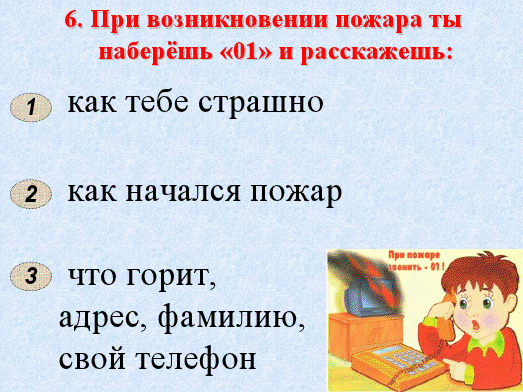 6. При возникновении пожара ты
наберёшь «01» и расскажешь:
1 как тебе страшно
2 как начался пожар
3 что горит,
адрес, фамилию,
свой телефон
При пожаре
звонить - 01 !